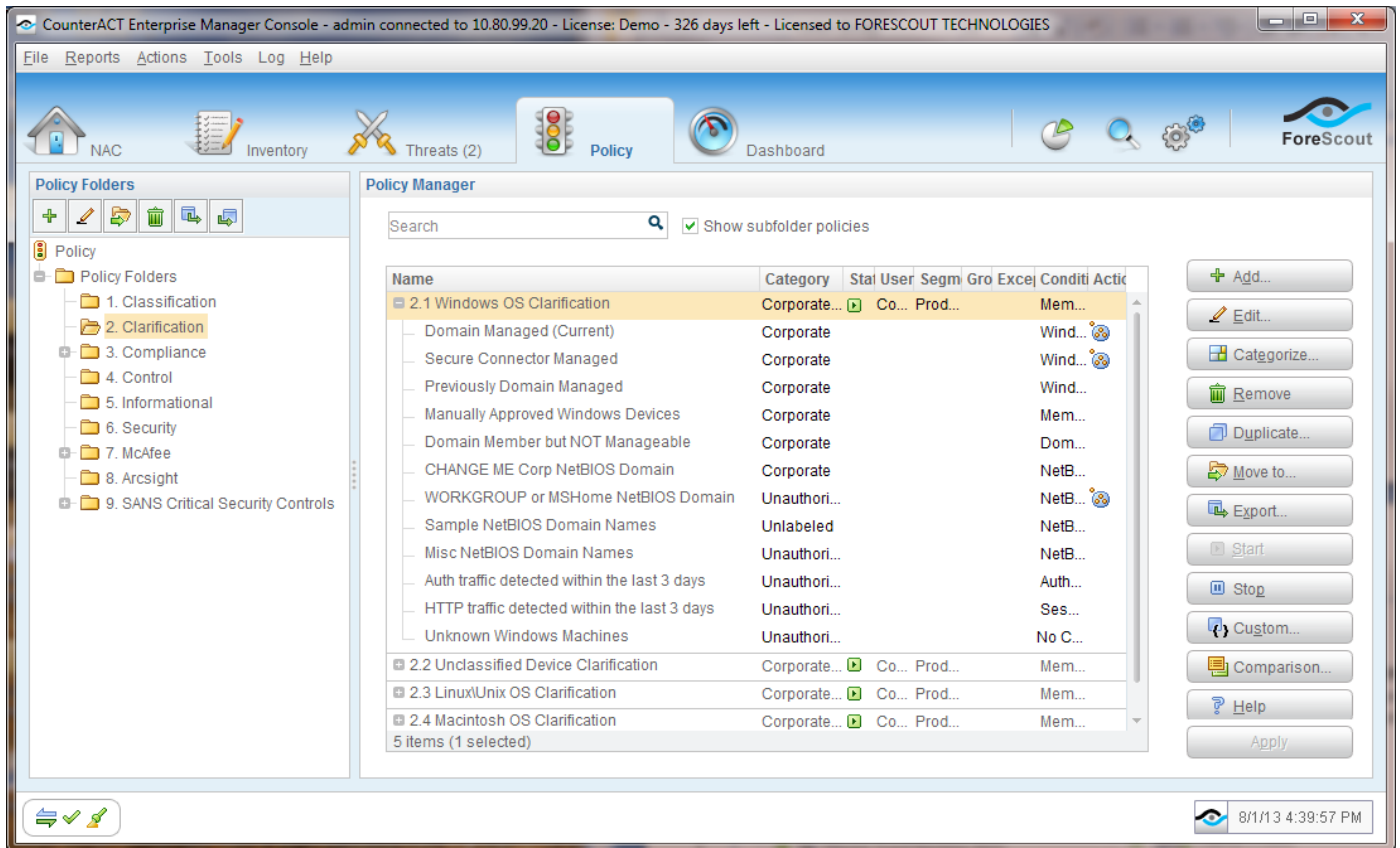 CounterACT Enterprise Manager Console - admin connected to 10.80.99.20 - License: Demo - 326 days left - Licensed to FORESCOUT TECHNOLOGIES
File Reports Actions Tools Log Help
NAC Inventory Threats (2) Policy Dashboard ForeScout
Policy Folders
Policy
Policy Folders
1. Classification
2. Clarification
3. Compliance
4. Control
5. Informational
6. Security
7. McAfee
8. Arcsight
9. SANS Critical Security Controls
Policy Manager
Search Show subfolder policies
Name Category Stat User Segm Gro Excep Conditi Actic
2.1 Windows OS Clarification Corporate... Co... Prod... Mem...
Domain Managed (Current) Corporate Wind...
Secure Connector Managed Corporate Wind...
Previously Domain Managed Corporate Wind...
Manually Approved Windows Devices Corporate Mem...
Domain Member but NOT Manageable Corporate Dom...
CHANGE ME Corp NetBIOS Domain Corporate NetB...
WORKGROUP or MSHome NetBIOS Domain Unauthori... NetB...
Sample NetBIOS Domain Names Unlabeled NetB...
Misc NetBIOS Domain Names Unauthori... NetB...
Auth traffic detected within the last 3 days Unauthori... Auth...
HTTP traffic detected within the last 3 days Unauthori... Ses...
Unknown Windows Machines Unauthori... No C...
2.2 Unclassified Device Clarification Corporate... Co... Prod... Mem...
2.3 Linux\Unix OS Clarification Corporate... Co... Prod... Mem...
2.4 Macintosh OS Clarification Corporate... Co... Prod... Mem...
5 items (1 selected)
Add...
Edit...
Categorize...
Remove
Duplicate...
Move to...
Export...
Start
Stop
Custom...
Comparison...
Help
Apply
8/1/13 4:39:57 PM